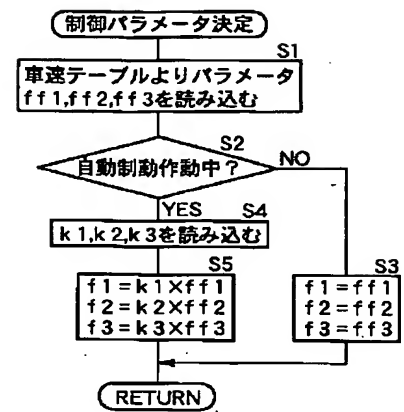 制御パラメータ決定
S1
車速テーブルよりパラメータ
ff1,ff2,ff3を読み込む
S2
自動制動作動中?
NO
YES
S4
k1,k2,k3を読み込む
S5
f1=k1×ff1
f2=k2×ff2
f3=k3×ff3
S3
f1=ff1
f2=ff2
f3=ff3
RETURN